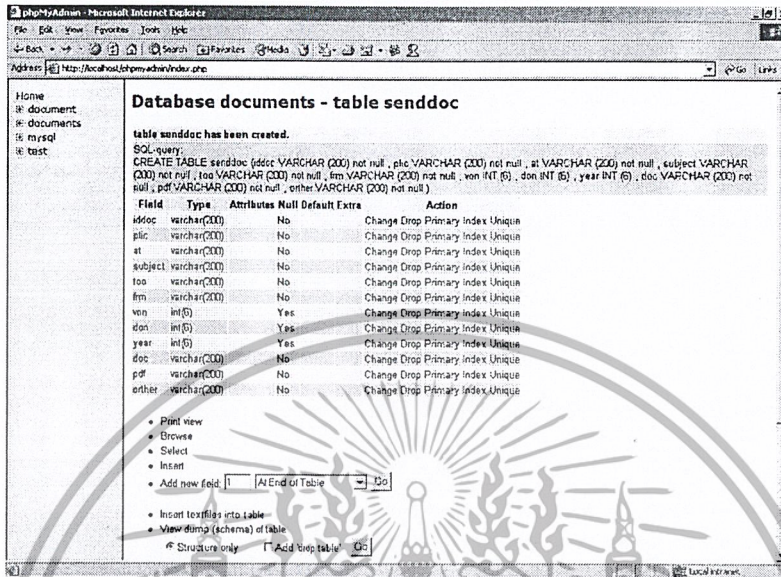 phpMyAdmin - Microsoft Internet Explorer
File Edit View Favorites Tools Help
Back Search Favorites Media
Address http://localhost/phpmyadmin/index.php Go Links
Home
document
documents
mysql
test
Database documents - table senddoc
table senddoc has been created.
SQL-query:
CREATE TABLE senddoc (iddoc VARCHAR (200) not null , plic VARCHAR (200) not null , at VARCHAR (200) not null , subject VARCHAR
(200) not null , too VARCHAR (200) not null , frm VARCHAR (200) not null , von INT (6) , don INT (6) , year INT (6) , doc VARCHAR (200) not
null , pdf VARCHAR (200) not null , orther VARCHAR (200) not null )
Field Type Attributes Null Default Extra Action
iddoc varchar(200) No Change Drop Primary Index Unique
plic varchar(200) No Change Drop Primary Index Unique
at varchar(200) No Change Drop Primary Index Unique
subject varchar(200) No Change Drop Primary Index Unique
too varchar(200) No Change Drop Primary Index Unique
frm varchar(200) No Change Drop Primary Index Unique
von int(6) Yes Change Drop Primary Index Unique
don int(6) Yes Change Drop Primary Index Unique
year int(6) Yes Change Drop Primary Index Unique
doc varchar(200) No Change Drop Primary Index Unique
pdf varchar(200) No Change Drop Primary Index Unique
orther varchar(200) No Change Drop Primary Index Unique
Print view
Browse
Select
Insert
Add new field: 1 At End of Table Go
Insert textfiles into table
View dump (schema) of table
Structure only Add 'drop table' Go
Local intranet